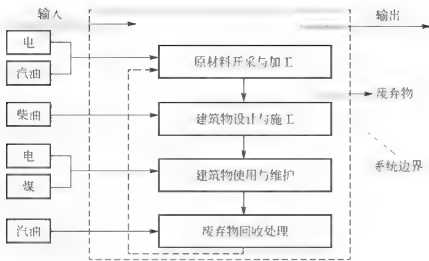 输入
输出
电
汽油
原材料开采与加工
废弃物
柴油
建筑物设计与施工
系统边界
电
煤
建筑物使用与维护
汽油
废弃物回收处理